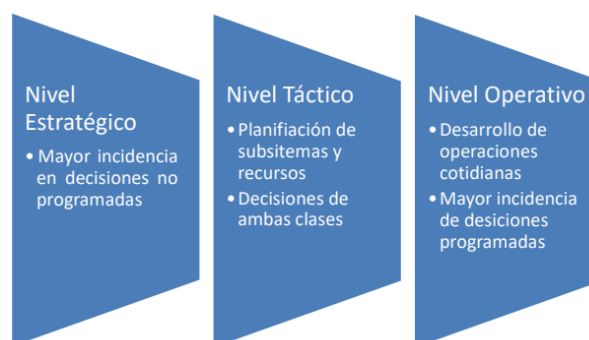 Nivel
Estratégico
• Mayor incidencia
en decisiones no
programadas
Nivel Táctico
• Planifiación de
subsitemas y
recursos
• Decisiones de
ambas clases
Nivel Operativo
• Desarrollo de
operaciones
cotidianas
• Mayor incidencia
de desiciones
programadas